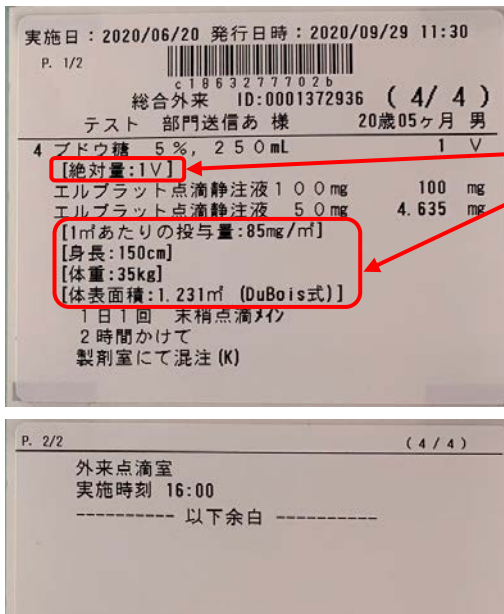 実施日：2020/06/20 発行日時：2020/09/29 11:30
P. 1/2
c1863277702b
総合外来 ID:0001372936 (4/ 4)
テスト 部門送信あ 様 20歳05ヶ月 男
4 ブドウ糖 5％，２５０mL 1 V
[絶対量:1V]
エルプラット点滴静注液１００mg 100 mg
エルプラット点滴静注液 ５０mg 4.635 mg
[1㎡あたりの投与量:85mg/㎡]
[身長:150cm]
[体重:35kg]
[体表面積:1.231㎡ (DuBois式)]
1日1回 末梢点滴ﾒｲﾝ
2時間かけて
製剤室にて混注(K)
P. 2/2 (4/4)
外来点滴室
実施時刻 16:00
---------- 以下余白 ----------